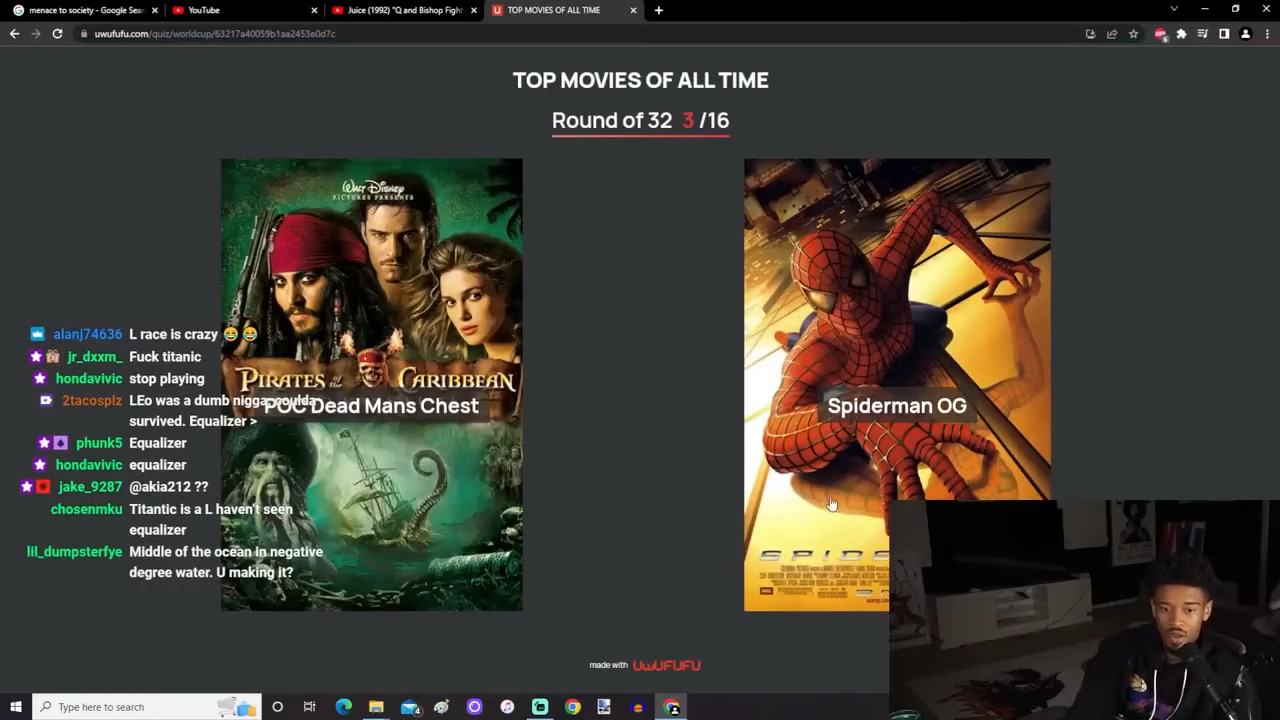 menace to society - Google Sear
YouTube
Juice (1992) "Q and Bishop Fight
TOP MOVIES OF ALL TIME
uwufufu.com/quiz/worldcup/63217a40059b1aa2453e0d7c
TOP MOVIES OF ALL TIME
Round of 32 3 /16
WALT DISNEY
PICTURES PRESENTS
PIRATES of the CARIBBEAN
POC Dead Mans Chest
Spiderman OG
SPIDE
alanj74636 L race is crazy 😂 😂
jr_dxxm_ Fuck titanic
hondavivic stop playing
2tacosplz LEo was a dumb nigga, coulda
survived. Equalizer >
phunk5 Equalizer
hondavivic equalizer
jake_9287 @akia212 ??
chosenmku Titantic is a L haven't seen
equalizer
lil_dumpsterfye Middle of the ocean in negative
degree water. U making it?
made with UWUFUFU
Type here to search
4